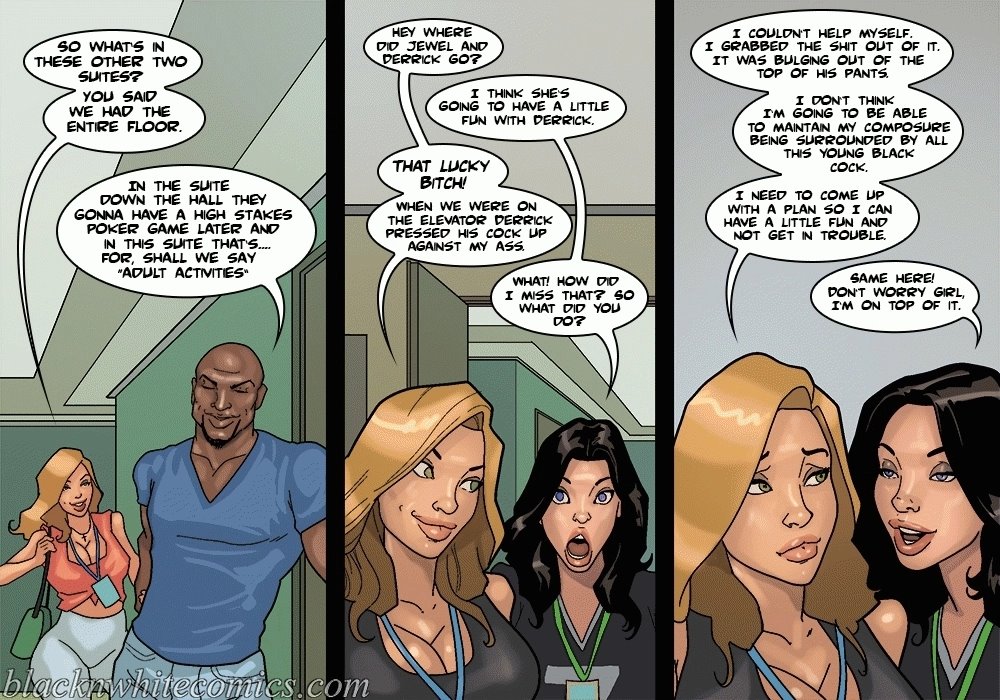 SO WHAT'S IN
THESE OTHER TWO
SUITES?
YOU SAID
WE HAD THE
ENTIRE FLOOR.
IN THE SUITE
DOWN THE HALL THEY
GONNA HAVE A HIGH STAKES
POKER GAME LATER AND
IN THIS SUITE THAT'S....
FOR, SHALL WE SAY
"ADULT ACTIVITIES"
HEY WHERE
DID JEWEL AND
DERRICK GO?
I THINK SHE'S
GOING TO HAVE A LITTLE
FUN WITH DERRICK.
THAT LUCKY
BITCH!
WHEN WE WERE ON
THE ELEVATOR DERRICK
PRESSED HIS COCK UP
AGAINST MY ASS.
WHAT! HOW DID
I MISS THAT? SO
WHAT DID YOU
DO?
I COULDN'T HELP MYSELF.
I GRABBED THE SHIT OUT OF IT.
IT WAS BULGING OUT OF THE
TOP OF HIS PANTS.
I DON'T THINK
I'M GOING TO BE ABLE
TO MAINTAIN MY COMPOSURE
BEING SURROUNDED BY ALL
THIS YOUNG BLACK
COCK.
I NEED TO COME UP
WITH A PLAN SO I CAN
HAVE A LITTLE FUN AND
NOT GET IN TROUBLE.
SAME HERE!
DON'T WORRY GIRL,
I'M ON TOP OF IT.
7
blacknwhitecomics.com